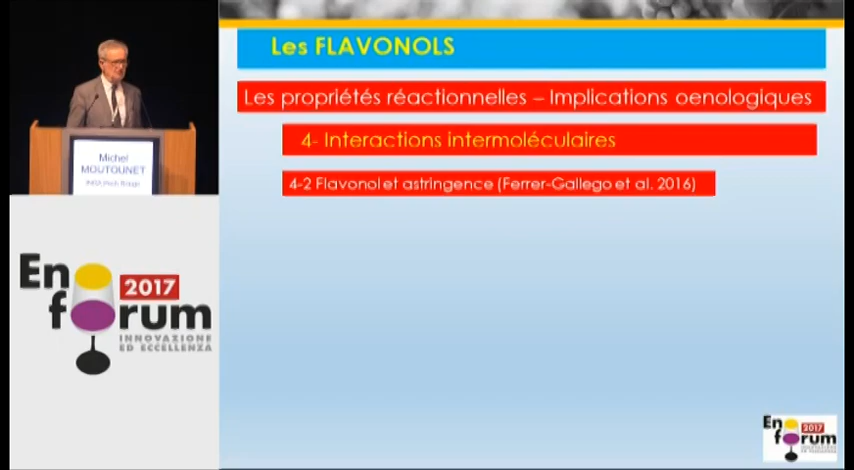 Les FLAVONOLS
Les propriétés réactionnelles – Implications oenologiques
4- Interactions intermoléculaires
4-2 Flavonol et astringence (Ferrer-Gallego et al. 2016)
Michel
MOUTOUNET
En
2017
forum
INNOVAZIONE
ED ECCELLENZA
En
2017
forum